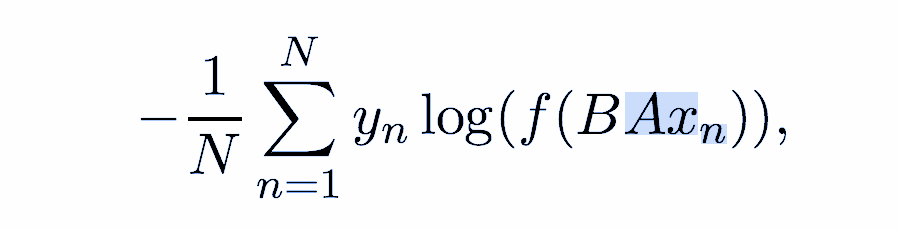 $-\frac{1}{N} \sum_{n=1}^{N} y_n \log(f(BAx_n)),$